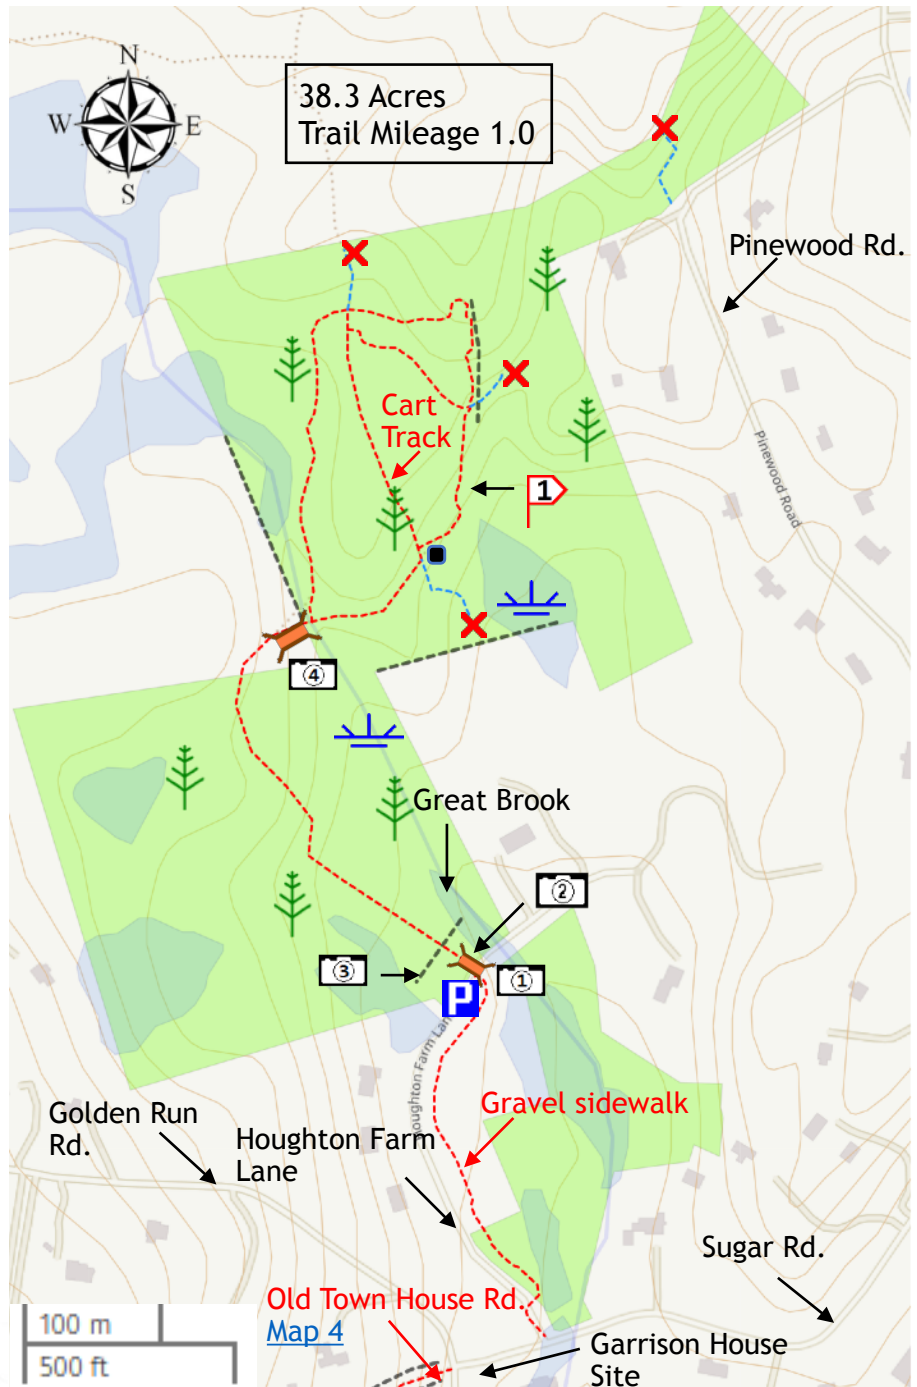 N
W
E
S
38.3 Acres
Trail Mileage 1.0
Pinewood Rd.
Cart
Track
1
Pinewood Road
4
Great Brook
2
3
1
P
Houghton Farm Lane
Gravel sidewalk
Golden Run
Rd.
Houghton Farm
Lane
Sugar Rd.
Old Town House Rd.
Map 4
Garrison House
Site
100 m
500 ft